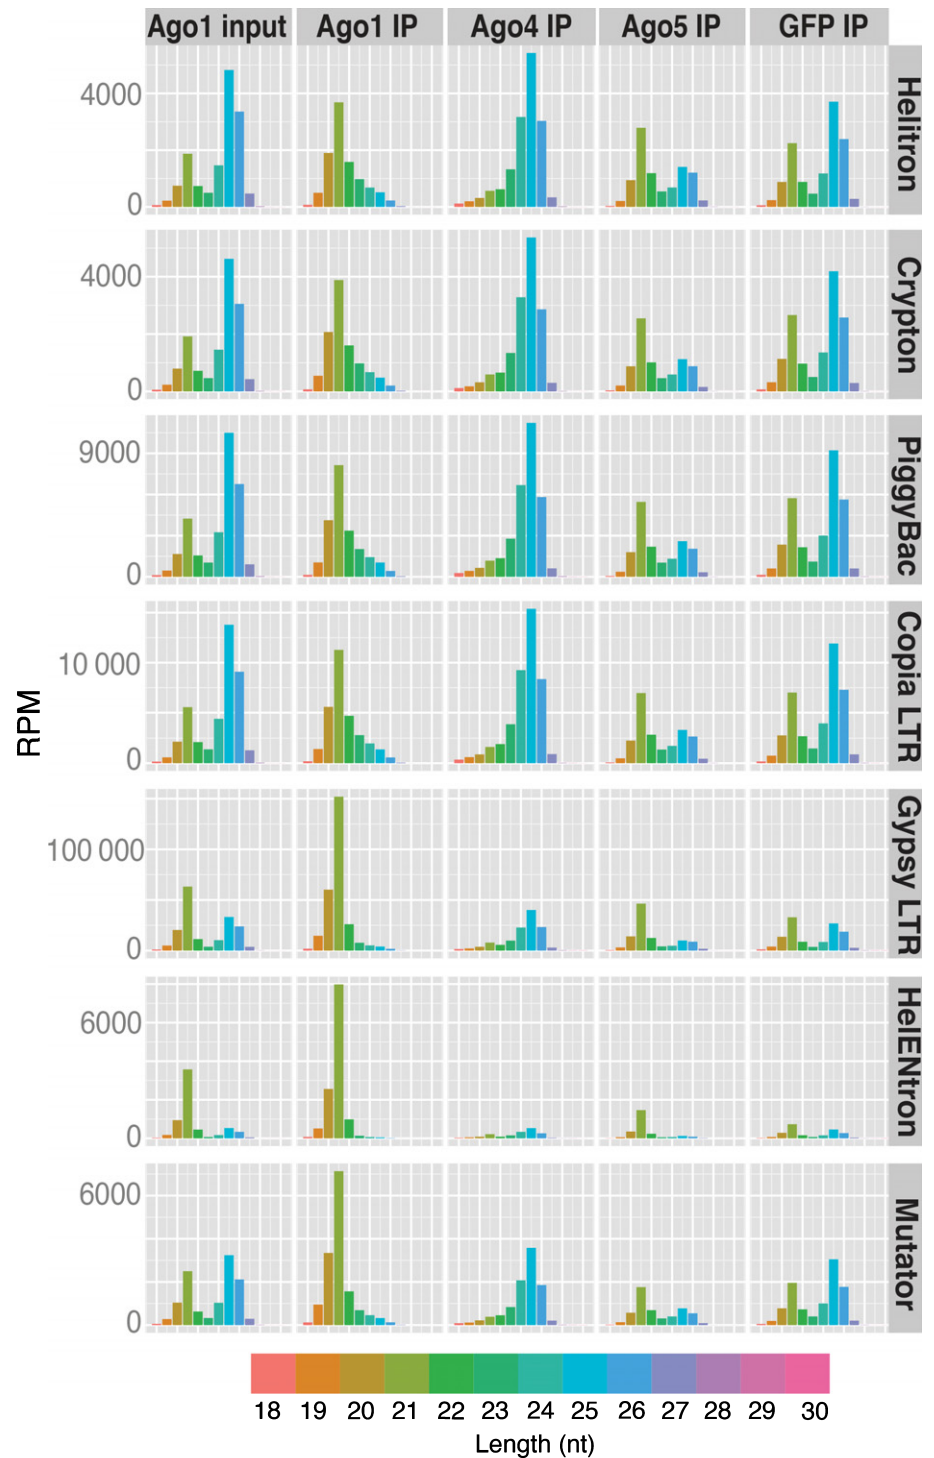 Ago1 input Ago1 IP Ago4 IP Ago5 IP GFP IP
4000
0
Helitron
4000
0
Crypton
9000
0
PiggyBac
10 000
0
Copia LTR
RPM
100 000
0
Gypsy LTR
6000
0
HelENtron
6000
0
Mutator
18 19 20 21 22 23 24 25 26 27 28 29 30
Length (nt)